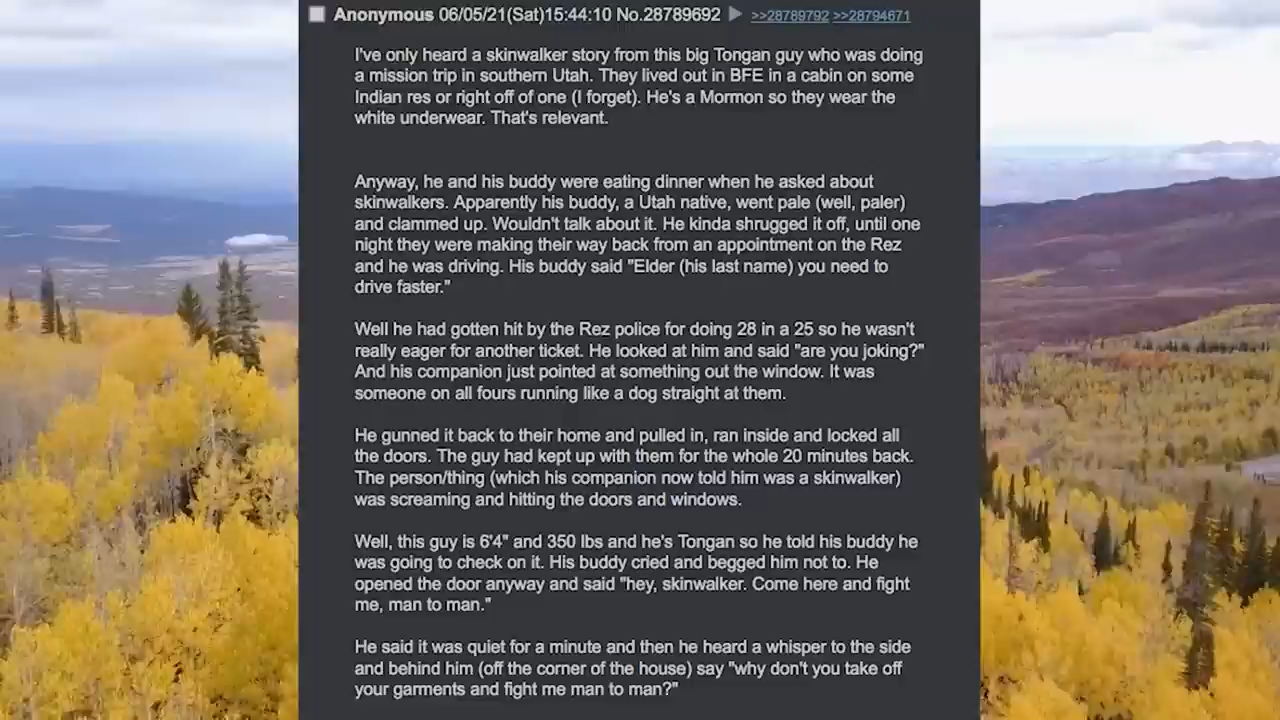 Anonymous 06/05/21(Sat)15:44:10 No.28789692 ▶ >>28789792 >>28794671
I've only heard a skinwalker story from this big Tongan guy who was doing
a mission trip in southern Utah. They lived out in BFE in a cabin on some
Indian res or right off of one (I forget). He's a Mormon so they wear the
white underwear. That's relevant.
Anyway, he and his buddy were eating dinner when he asked about
skinwalkers. Apparently his buddy, a Utah native, went pale (well, paler)
and clammed up. Wouldn't talk about it. He kinda shrugged it off, until one
night they were making their way back from an appointment on the Rez
and he was driving. His buddy said "Elder (his last name) you need to
drive faster."
Well he had gotten hit by the Rez police for doing 28 in a 25 so he wasn't
really eager for another ticket. He looked at him and said "are you joking?"
And his companion just pointed at something out the window. It was
someone on all fours running like a dog straight at them.
He gunned it back to their home and pulled in, ran inside and locked all
the doors. The guy had kept up with them for the whole 20 minutes back.
The person/thing (which his companion now told him was a skinwalker)
was screaming and hitting the doors and windows.
Well, this guy is 6'4" and 350 lbs and he's Tongan so he told his buddy he
was going to check on it. His buddy cried and begged him not to. He
opened the door anyway and said "hey, skinwalker. Come here and fight
me, man to man."
He said it was quiet for a minute and then he heard a whisper to the side
and behind him (off the corner of the house) say "why don't you take off
your garments and fight me man to man?"